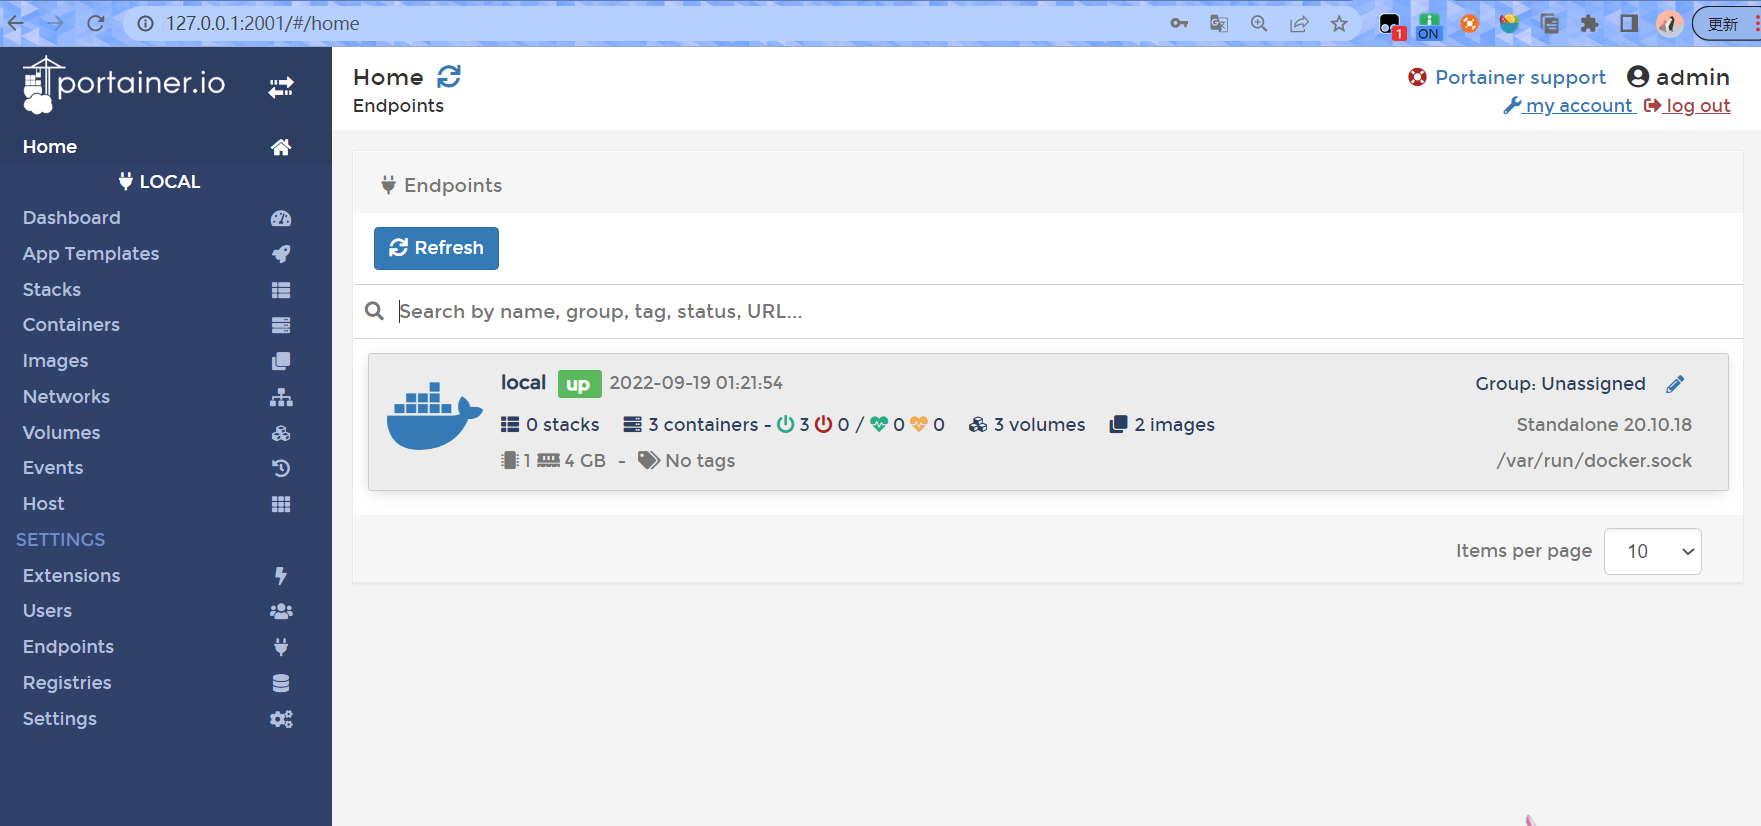 127.0.0.1:2001/#/home
1
ON
更新
portainer.io
Home
LOCAL
Dashboard
App Templates
Stacks
Containers
Images
Networks
Volumes
Events
Host
SETTINGS
Extensions
Users
Endpoints
Registries
Settings
Home
Endpoints
Portainer support admin
my account log out
Endpoints
Refresh
Search by name, group, tag, status, URL...
local up 2022-09-19 01:21:54
Group: Unassigned
0 stacks 3 containers - 3 0 / 0 0 3 volumes 2 images
Standalone 20.10.18
1 4 GB - No tags
/var/run/docker.sock
Items per page 10